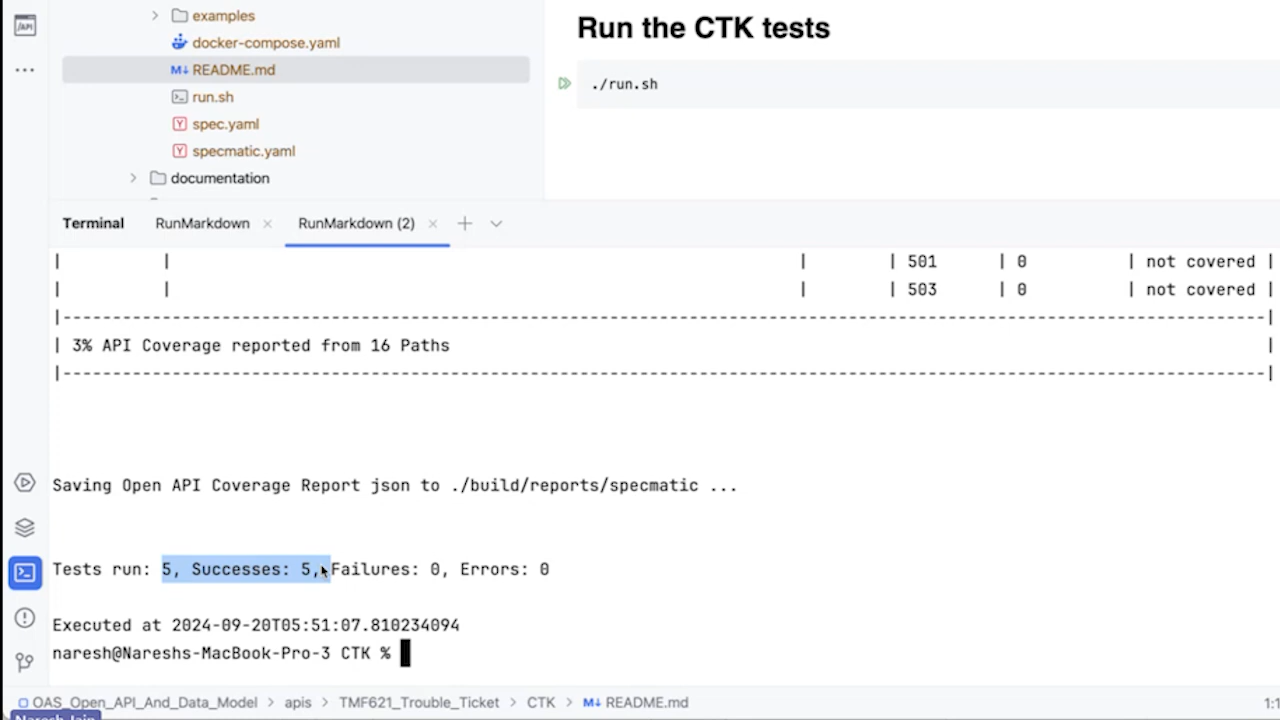 /API
examples
docker-compose.yaml
M↓ README.md
run.sh
Y spec.yaml
Y specmatic.yaml
documentation
Run the CTK tests
./run.sh
Terminal RunMarkdown × RunMarkdown (2) × +
| | | | 501 | 0 | not covered |
| | | | 503 | 0 | not covered |
| 3% API Coverage reported from 16 Paths |
Saving Open API Coverage Report json to ./build/reports/specmatic ...
Tests run: 5, Successes: 5, Failures: 0, Errors: 0
Executed at 2024-09-20T05:51:07.810234094
naresh@Nareshs-MacBook-Pro-3 CTK %
OAS_Open_API_And_Data_Model > apis > TMF621_Trouble_Ticket > CTK > M↓ README.md 1:1
Naresh Jain